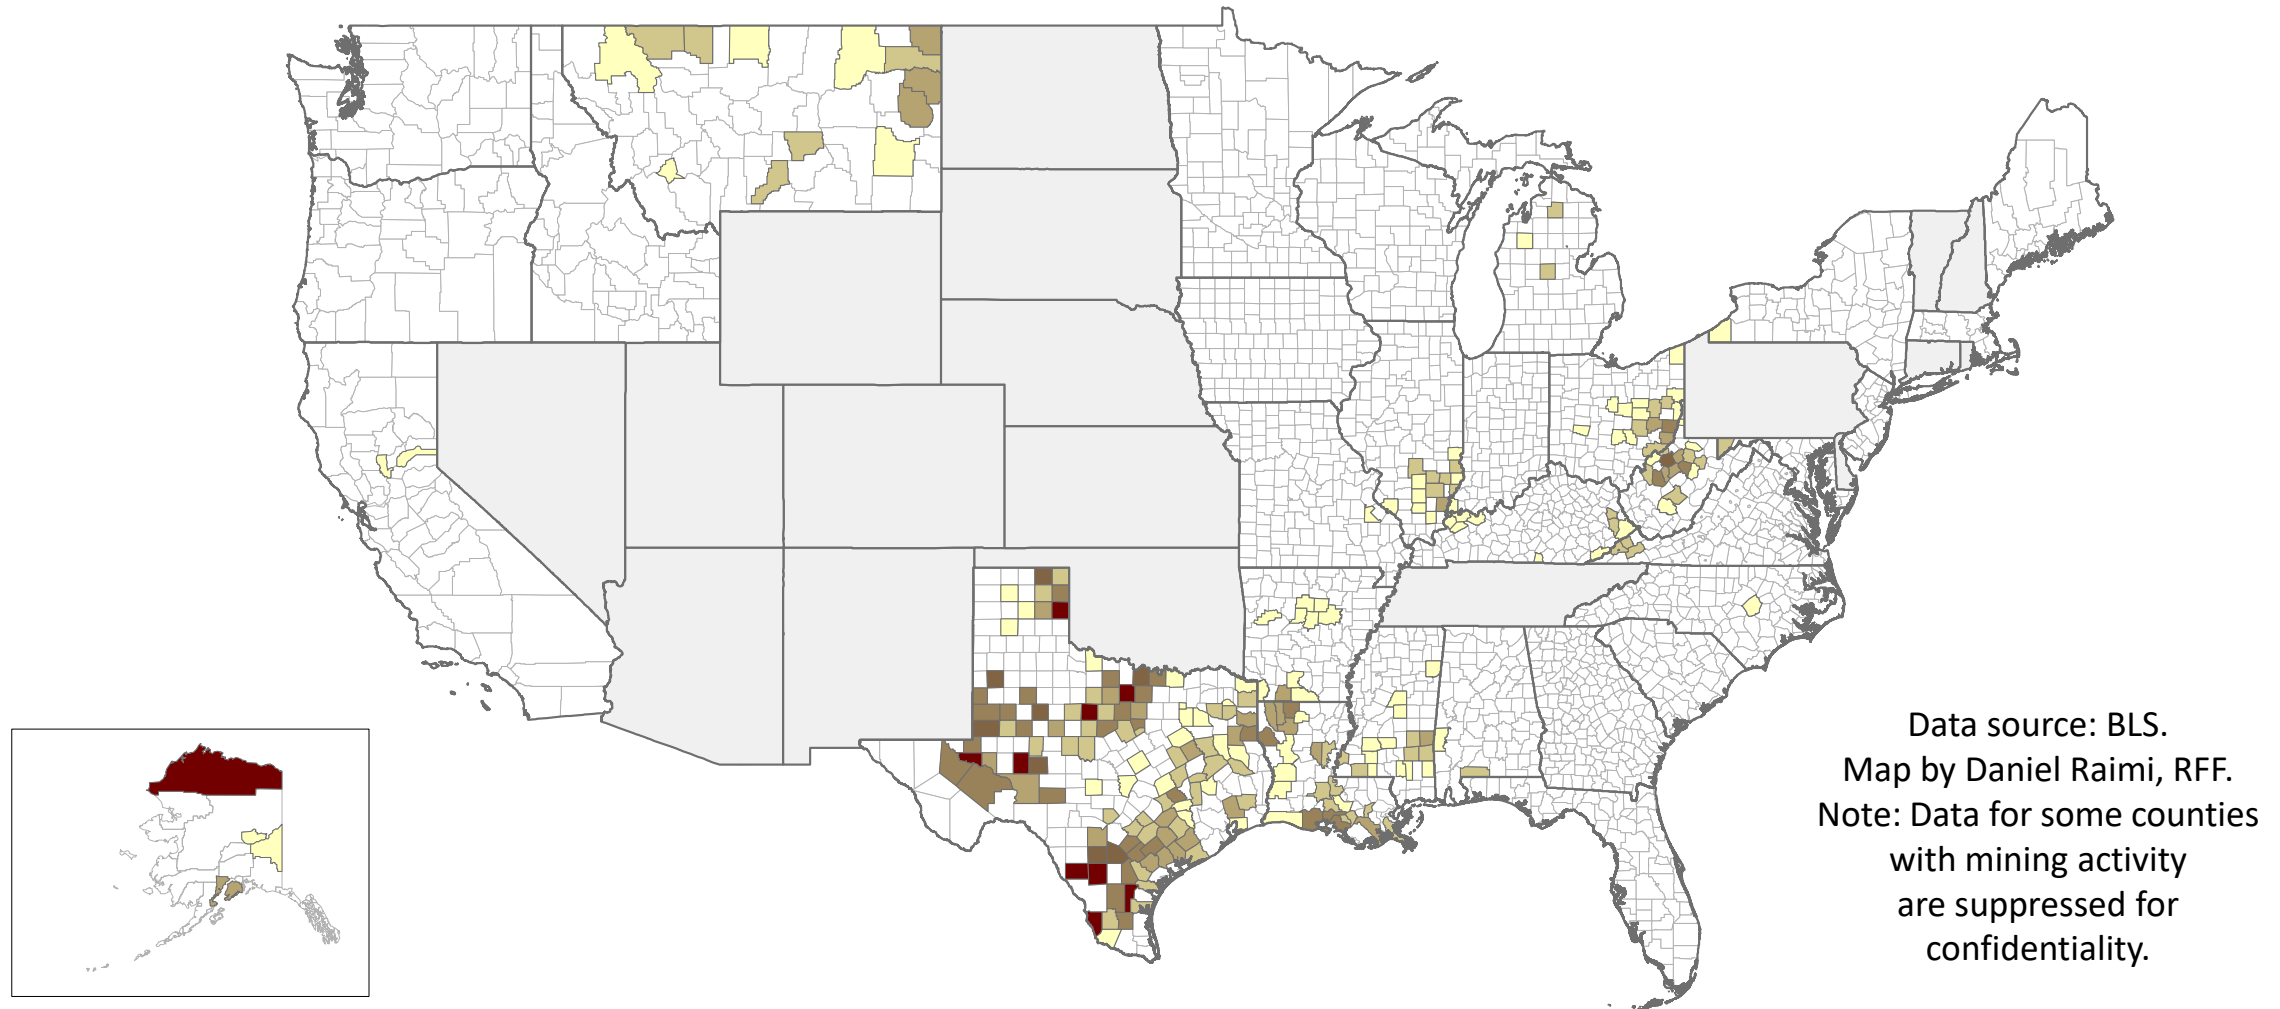 Data source: BLS.
Map by Daniel Raimi, RFF.
Note: Data for some counties
with mining activity
are suppressed for
confidentiality.